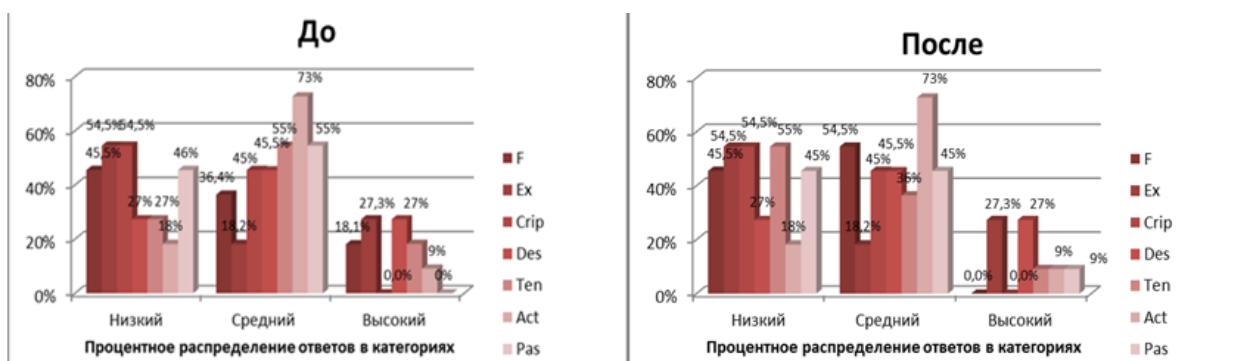 До
80%
60%
40%
20%
0%
54,5% 54,5%
45,5%
27% 27%
18%
46%
36,4%
18,2%
45%
45,5%
55%
73%
55%
18,1%
27,3%
0,0%
27%
9%
0%
Низкий Средний Высокий
Процентное распределение ответов в категориях
F
Ex
Crip
Des
Ten
Act
Pas
После
80%
60%
40%
20%
0%
45,5%
54,5%
54,5%
27%
55%
18%
45%
54,5%
18,2%
45%
45,5%
36%
73%
45%
0,0%
27,3%
0,0%
27%
9%
9%
Низкий Средний Высокий
Процентное распределение ответов в категориях
F
Ex
Crip
Des
Ten
Act
Pas